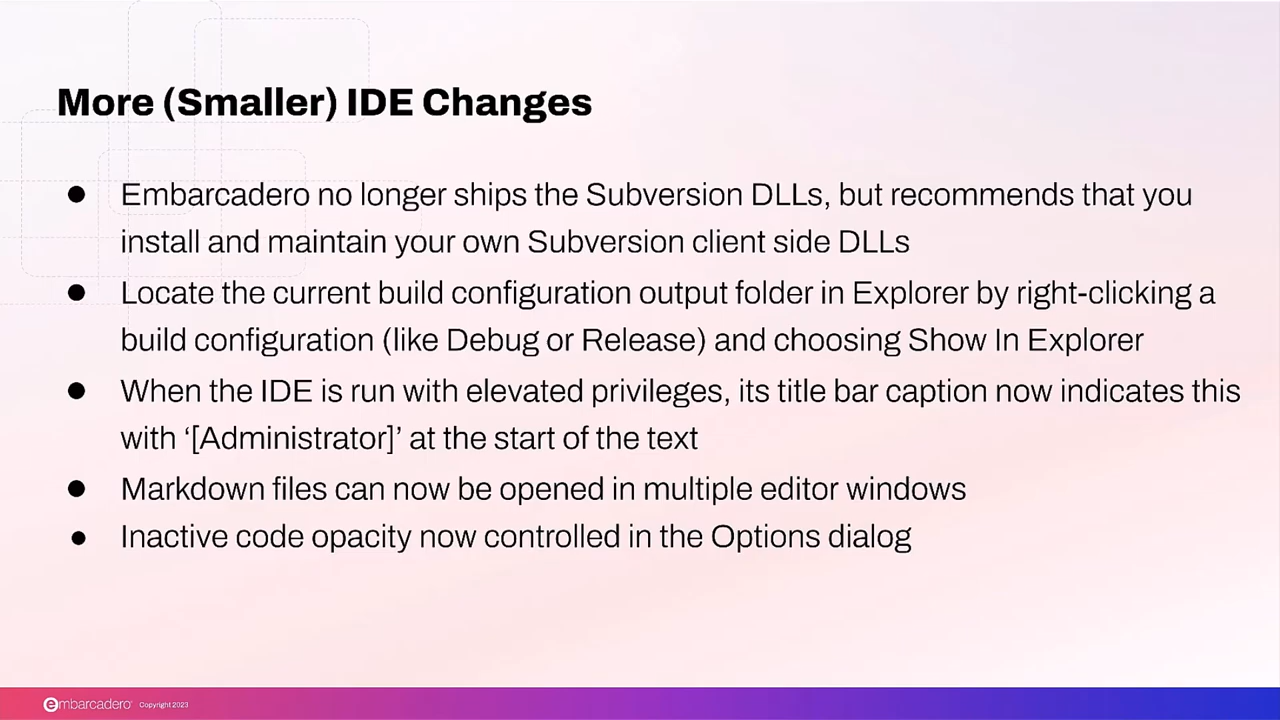 More (Smaller) IDE Changes
● Embarcadero no longer ships the Subversion DLLs, but recommends that you
install and maintain your own Subversion client side DLLs
● Locate the current build configuration output folder in Explorer by right-clicking a
build configuration (like Debug or Release) and choosing Show In Explorer
● When the IDE is run with elevated privileges, its title bar caption now indicates this
with ‘[Administrator]’ at the start of the text
● Markdown files can now be opened in multiple editor windows
● Inactive code opacity now controlled in the Options dialog
embarcadero Copyright 2023